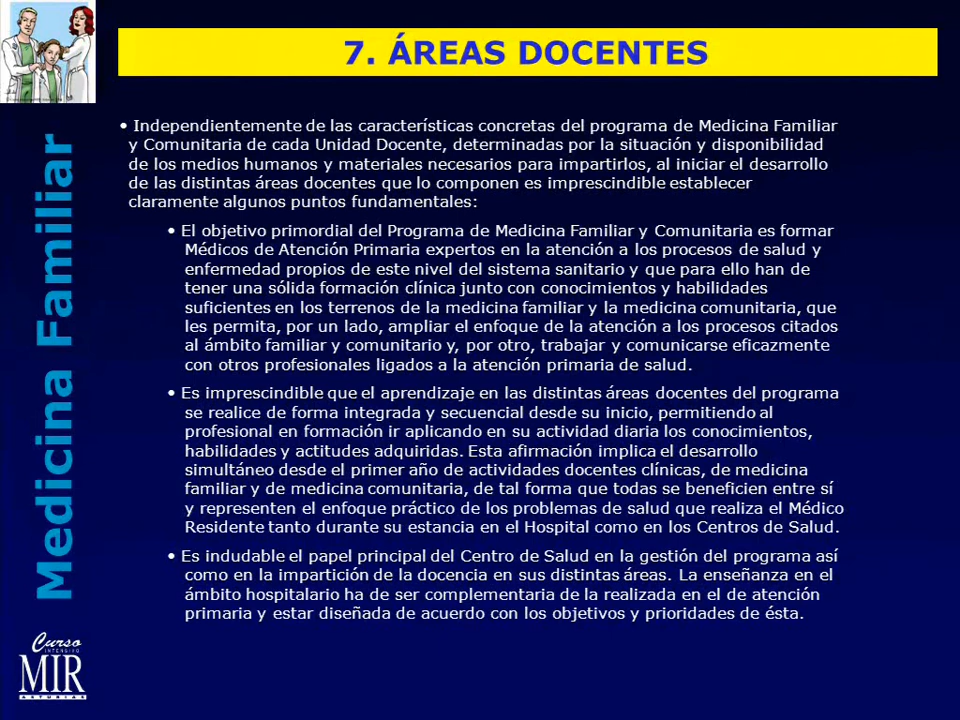 7. ÁREAS DOCENTES
• Independientemente de las características concretas del programa de Medicina Familiar
y Comunitaria de cada Unidad Docente, determinadas por la situación y disponibilidad
de los medios humanos y materiales necesarios para impartirlos, al iniciar el desarrollo
de las distintas áreas docentes que lo componen es imprescindible establecer
claramente algunos puntos fundamentales:
• El objetivo primordial del Programa de Medicina Familiar y Comunitaria es formar
Médicos de Atención Primaria expertos en la atención a los procesos de salud y
enfermedad propios de este nivel del sistema sanitario y que para ello han de
tener una sólida formación clínica junto con conocimientos y habilidades
suficientes en los terrenos de la medicina familiar y la medicina comunitaria, que
les permita, por un lado, ampliar el enfoque de la atención a los procesos citados
al ámbito familiar y comunitario y, por otro, trabajar y comunicarse eficazmente
con otros profesionales ligados a la atención primaria de salud.
• Es imprescindible que el aprendizaje en las distintas áreas docentes del programa
se realice de forma integrada y secuencial desde su inicio, permitiendo al
profesional en formación ir aplicando en su actividad diaria los conocimientos,
habilidades y actitudes adquiridas. Esta afirmación implica el desarrollo
simultáneo desde el primer año de actividades docentes clínicas, de medicina
familiar y de medicina comunitaria, de tal forma que todas se beneficien entre sí
y representen el enfoque práctico de los problemas de salud que realiza el Médico
Residente tanto durante su estancia en el Hospital como en los Centros de Salud.
• Es indudable el papel principal del Centro de Salud en la gestión del programa así
como en la impartición de la docencia en sus distintas áreas. La enseñanza en el
ámbito hospitalario ha de ser complementaria de la realizada en el de atención
primaria y estar diseñada de acuerdo con los objetivos y prioridades de ésta.
Medicina Familiar
Curso
INTENSIVO
MIR
ASTURIAS